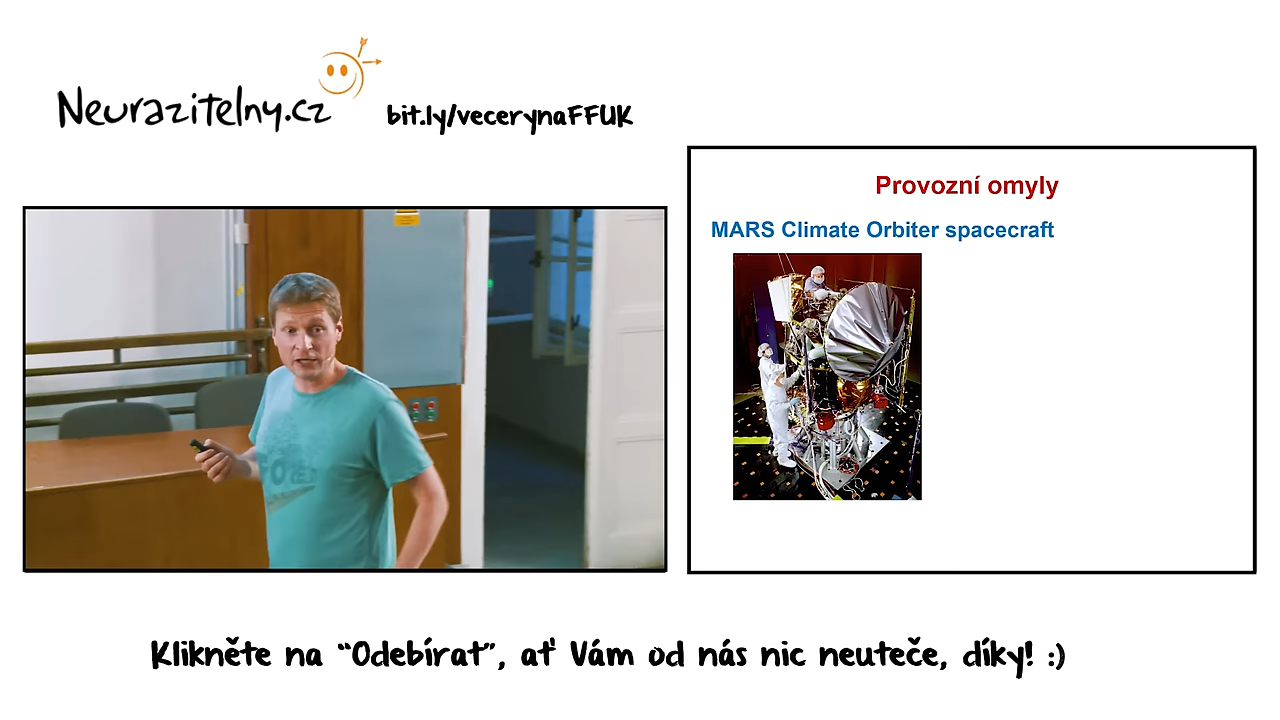 Neurazitelny.cz
bit.ly/vecerynaFFUK
Provozní omyly
MARS Climate Orbiter spacecraft
Klikněte na “Odebírat”, ať Vám od nás nic neuteče, díky! :)